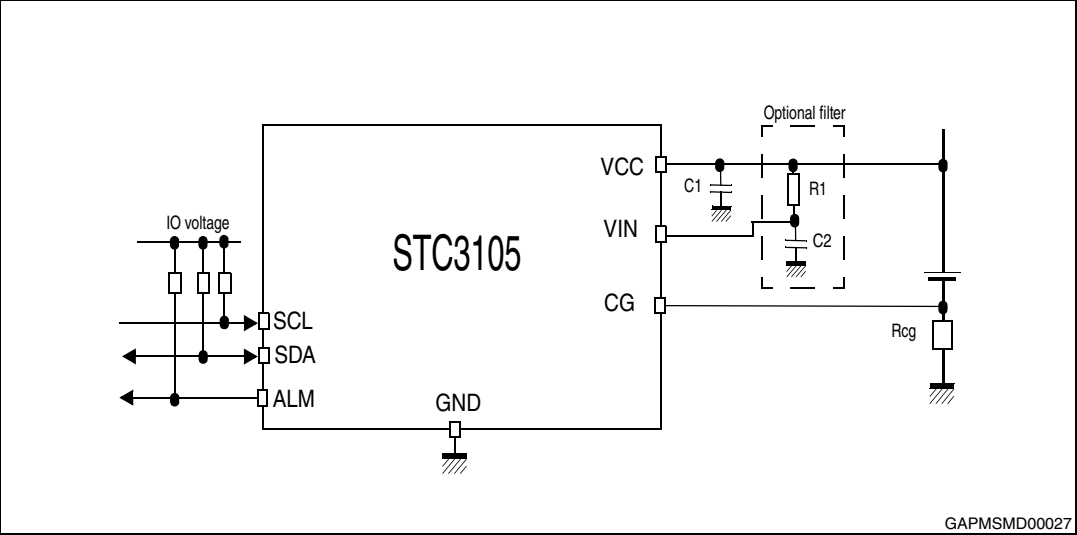 Optional filter
VCC
C1
R1
IO voltage
VIN
STC3105
C2
CG
SCL
Rcg
SDA
ALM
GND
GAPMSMD00027